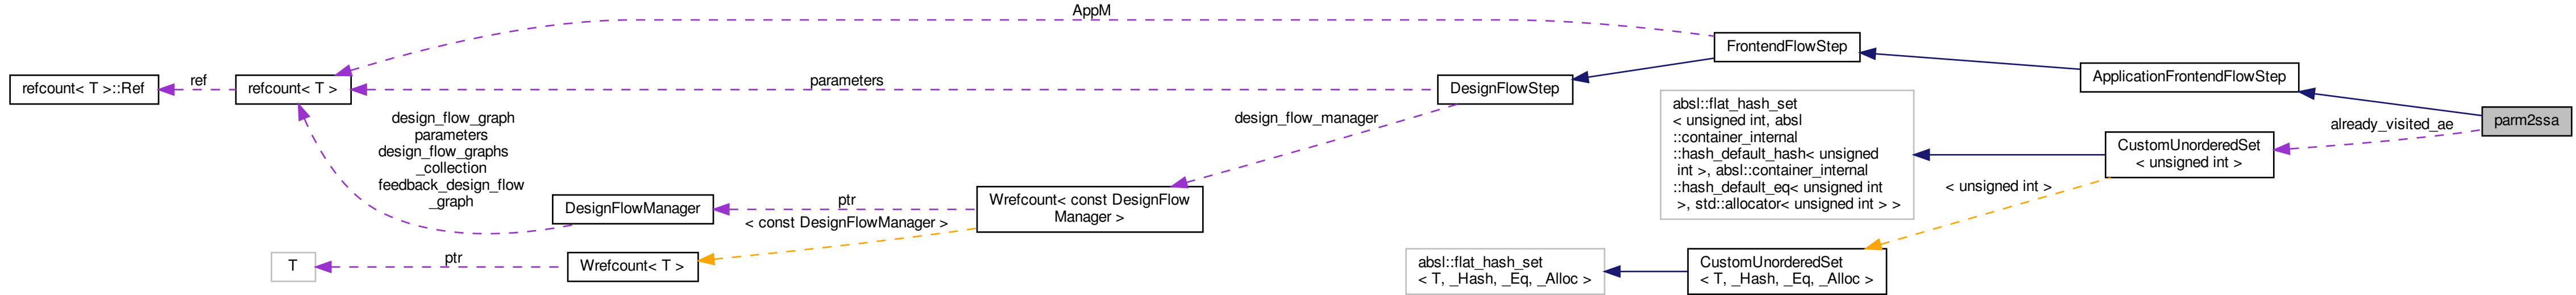 AppM
FrontendFlowStep
refcount< T >::Ref
ref
refcount< T >
parameters
DesignFlowStep
ApplicationFrontendFlowStep
parm2ssa
already_visited_ae
design_flow_graph
parameters
design_flow_graphs
_collection
feedback_design_flow
_graph
design_flow_manager
absl::flat_hash_set
< unsigned int, absl
::container_internal
::hash_default_hash< unsigned
int >, absl::container_internal
::hash_default_eq< unsigned int
>, std::allocator< unsigned int > >
CustomUnorderedSet
< unsigned int >
< unsigned int >
DesignFlowManager
ptr
Wrefcount< const DesignFlow
Manager >
< const DesignFlowManager >
T
ptr
Wrefcount< T >
absl::flat_hash_set
< T, _Hash, _Eq, _Alloc >
CustomUnorderedSet
< T, _Hash, _Eq, _Alloc >